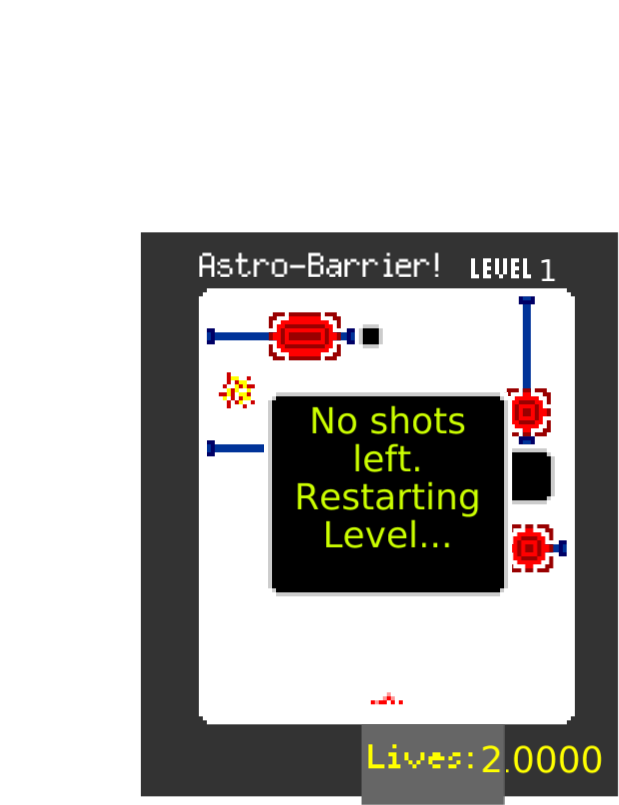 Astro-Barrier! LEVEL 1
No shots
left.
Restarting
Level...
Lives:2.0000